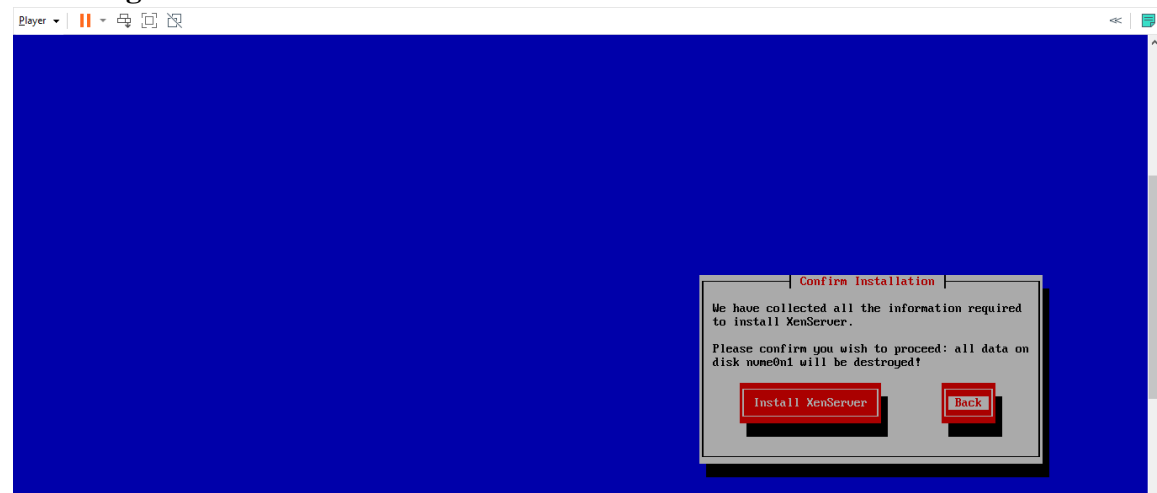 Player
Confirm Installation
We have collected all the information required
to install XenServer.
Please confirm you wish to proceed: all data on
disk nvme0n1 will be destroyed!
Install XenServer Back